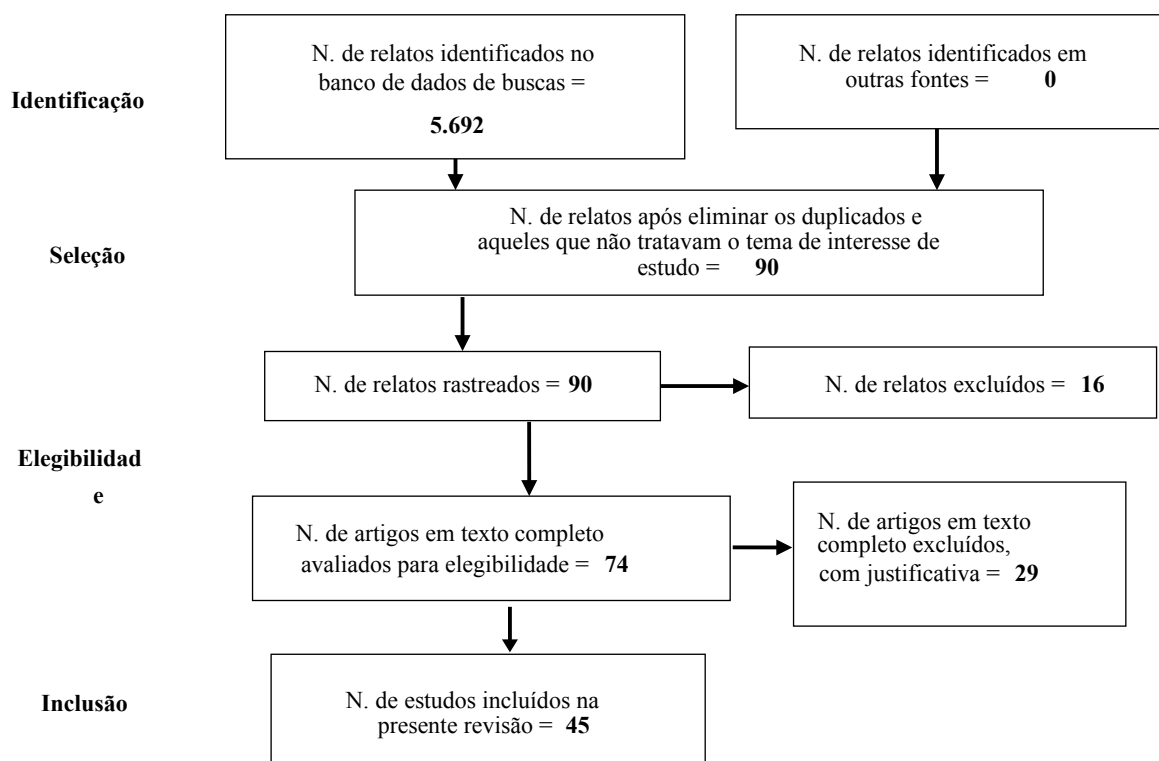 N. de relatos identificados no
banco de dados de buscas =
5.692
N. de relatos identificados em
outras fontes = 0
Identificação
N. de relatos após eliminar os duplicados e
aqueles que não tratavam o tema de interesse de
estudo = 90
Seleção
N. de relatos rastreados = 90
N. de relatos excluídos = 16
Elegibilidad
e
N. de artigos em texto completo
avaliados para elegibilidade = 74
N. de artigos em texto
completo excluídos,
com justificativa = 29
Inclusão
N. de estudos incluídos na
presente revisão = 45